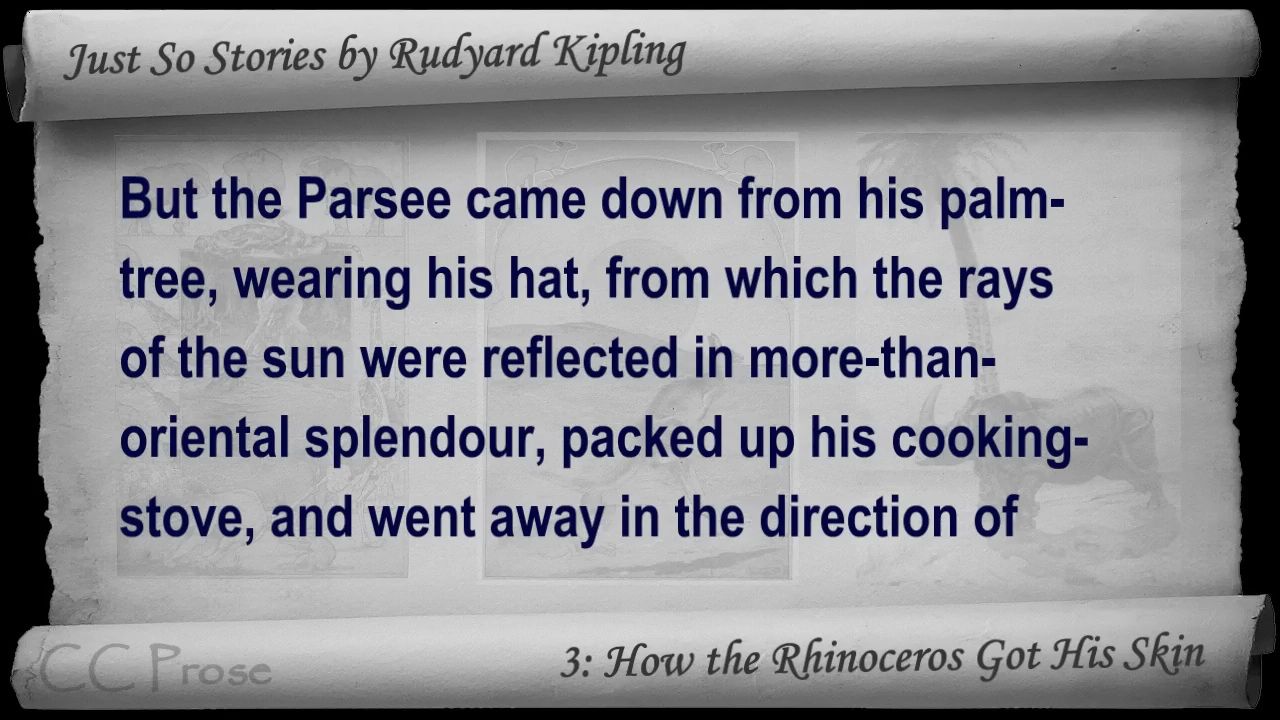 Just So Stories by Rudyard Kipling
But the Parsee came down from his palm-
tree, wearing his hat, from which the rays
of the sun were reflected in more-than-
oriental splendour, packed up his cooking-
stove, and went away in the direction of
CC Prose
3: How the Rhinoceros Got His Skin